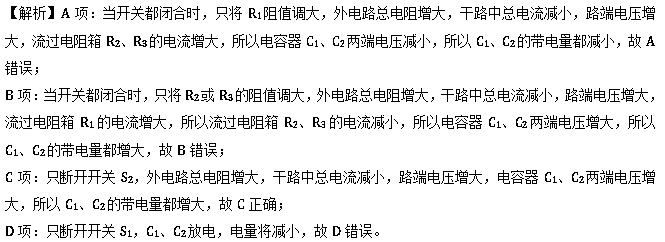 【解析】A 项：当开关都闭合时，只将 R₁阻值调大，外电路总电阻增大，干路中总电流减小，路端电压增
大，流过电阻箱 R₂、R₃的电流增大，所以电容器 C₁、C₂两端电压减小，所以 C₁、C₂的带电量都减小，故 A
错误；
B 项：当开关都闭合时，只将 R₂或 R₃的阻值调大，外电路总电阻增大，干路中总电流减小，路端电压增大，
流过电阻箱 R₁的电流增大，所以流过电阻箱 R₂、R₃的电流减小，所以电容器 C₁、C₂两端电压增大，所以
C₁、C₂的带电量都增大，故 B 错误；
C 项：只断开开关 S₂，外电路总电阻增大，干路中总电流减小，路端电压增大，电容器 C₁、C₂两端电压增
大，所以 C₁、C₂的带电量都增大，故 C 正确；
D 项：只断开开关 S₁，C₁、C₂放电，电量将减小，故 D 错误。